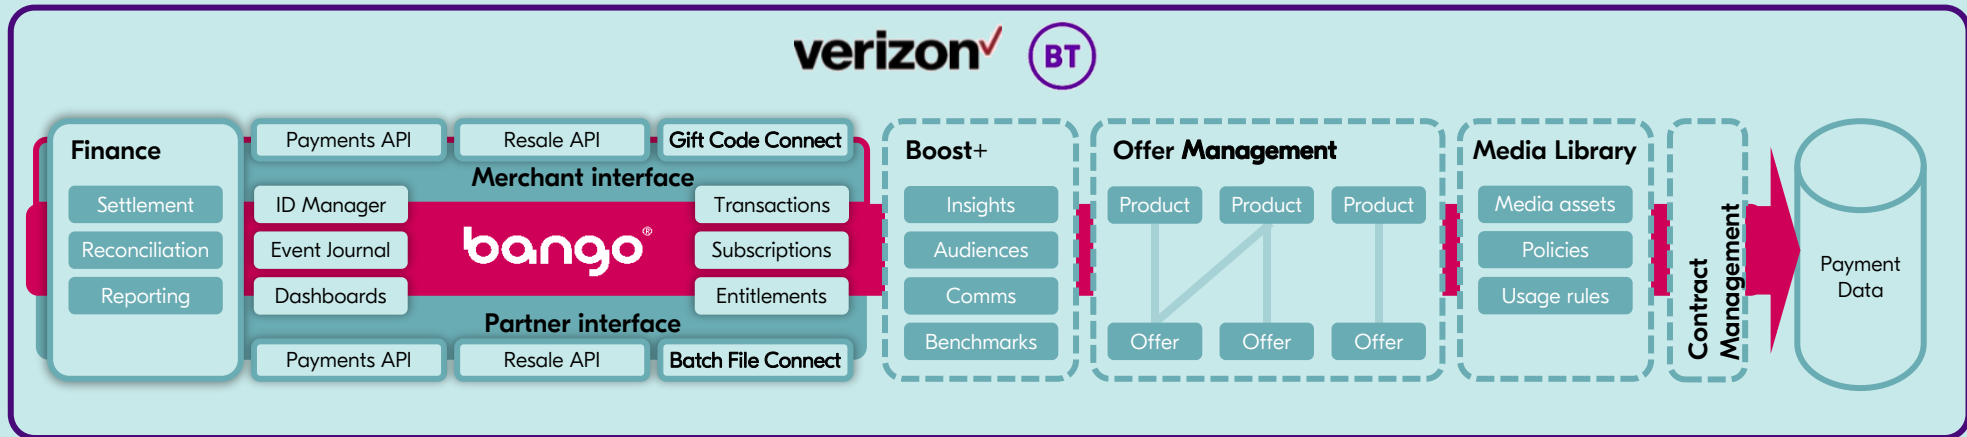 verizon
BT
Finance
Settlement
Reconciliation
Reporting
Payments API
Resale API
Gift Code Connect
Merchant interface
ID Manager
Event Journal
Dashboards
bango®
Transactions
Subscriptions
Entitlements
Partner interface
Payments API
Resale API
Batch File Connect
Boost+
Insights
Audiences
Comms
Benchmarks
Offer Management
Product
Product
Product
Offer
Offer
Offer
Media Library
Media assets
Policies
Usage rules
Contract
Management
Payment
Data